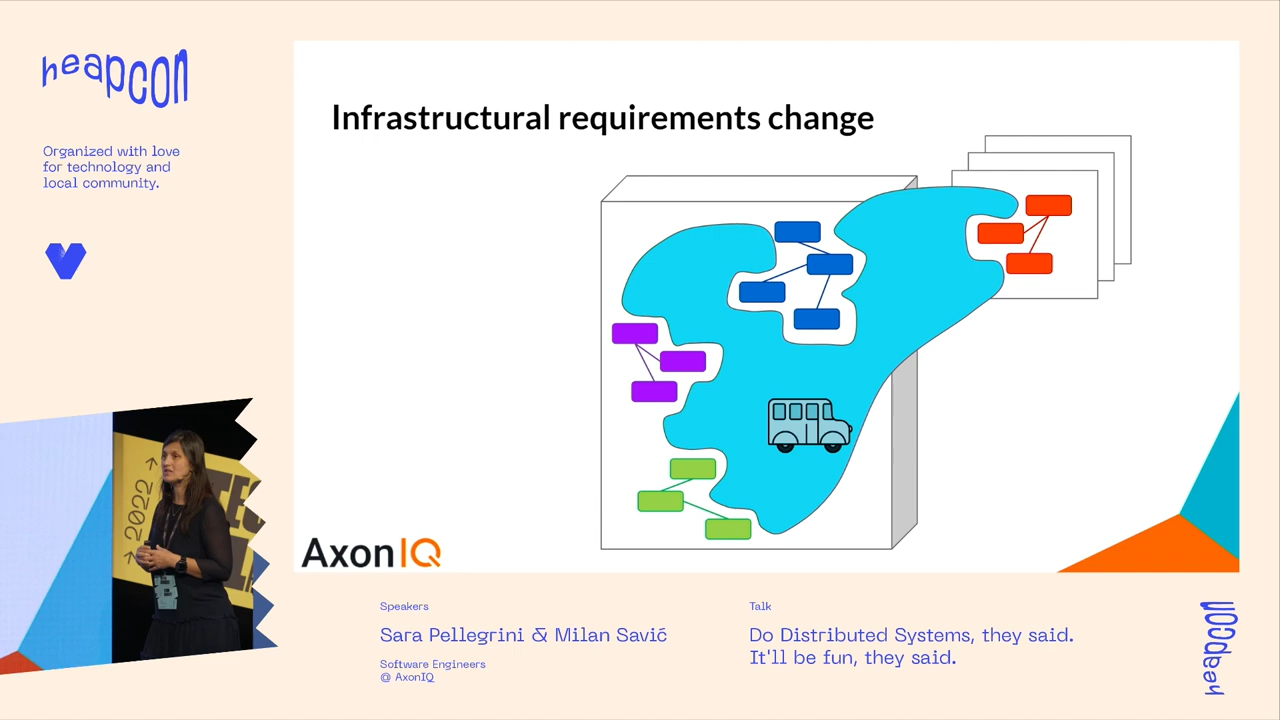 heapcon
Organized with love
for technology and
local community.
Infrastructural requirements change
2022
AxonIQ
Speakers
Sara Pellegrini & Milan Savić
Software Engineers
@ AxonIQ
Talk
Do Distributed Systems, they said.
It'll be fun, they said.
heapcon